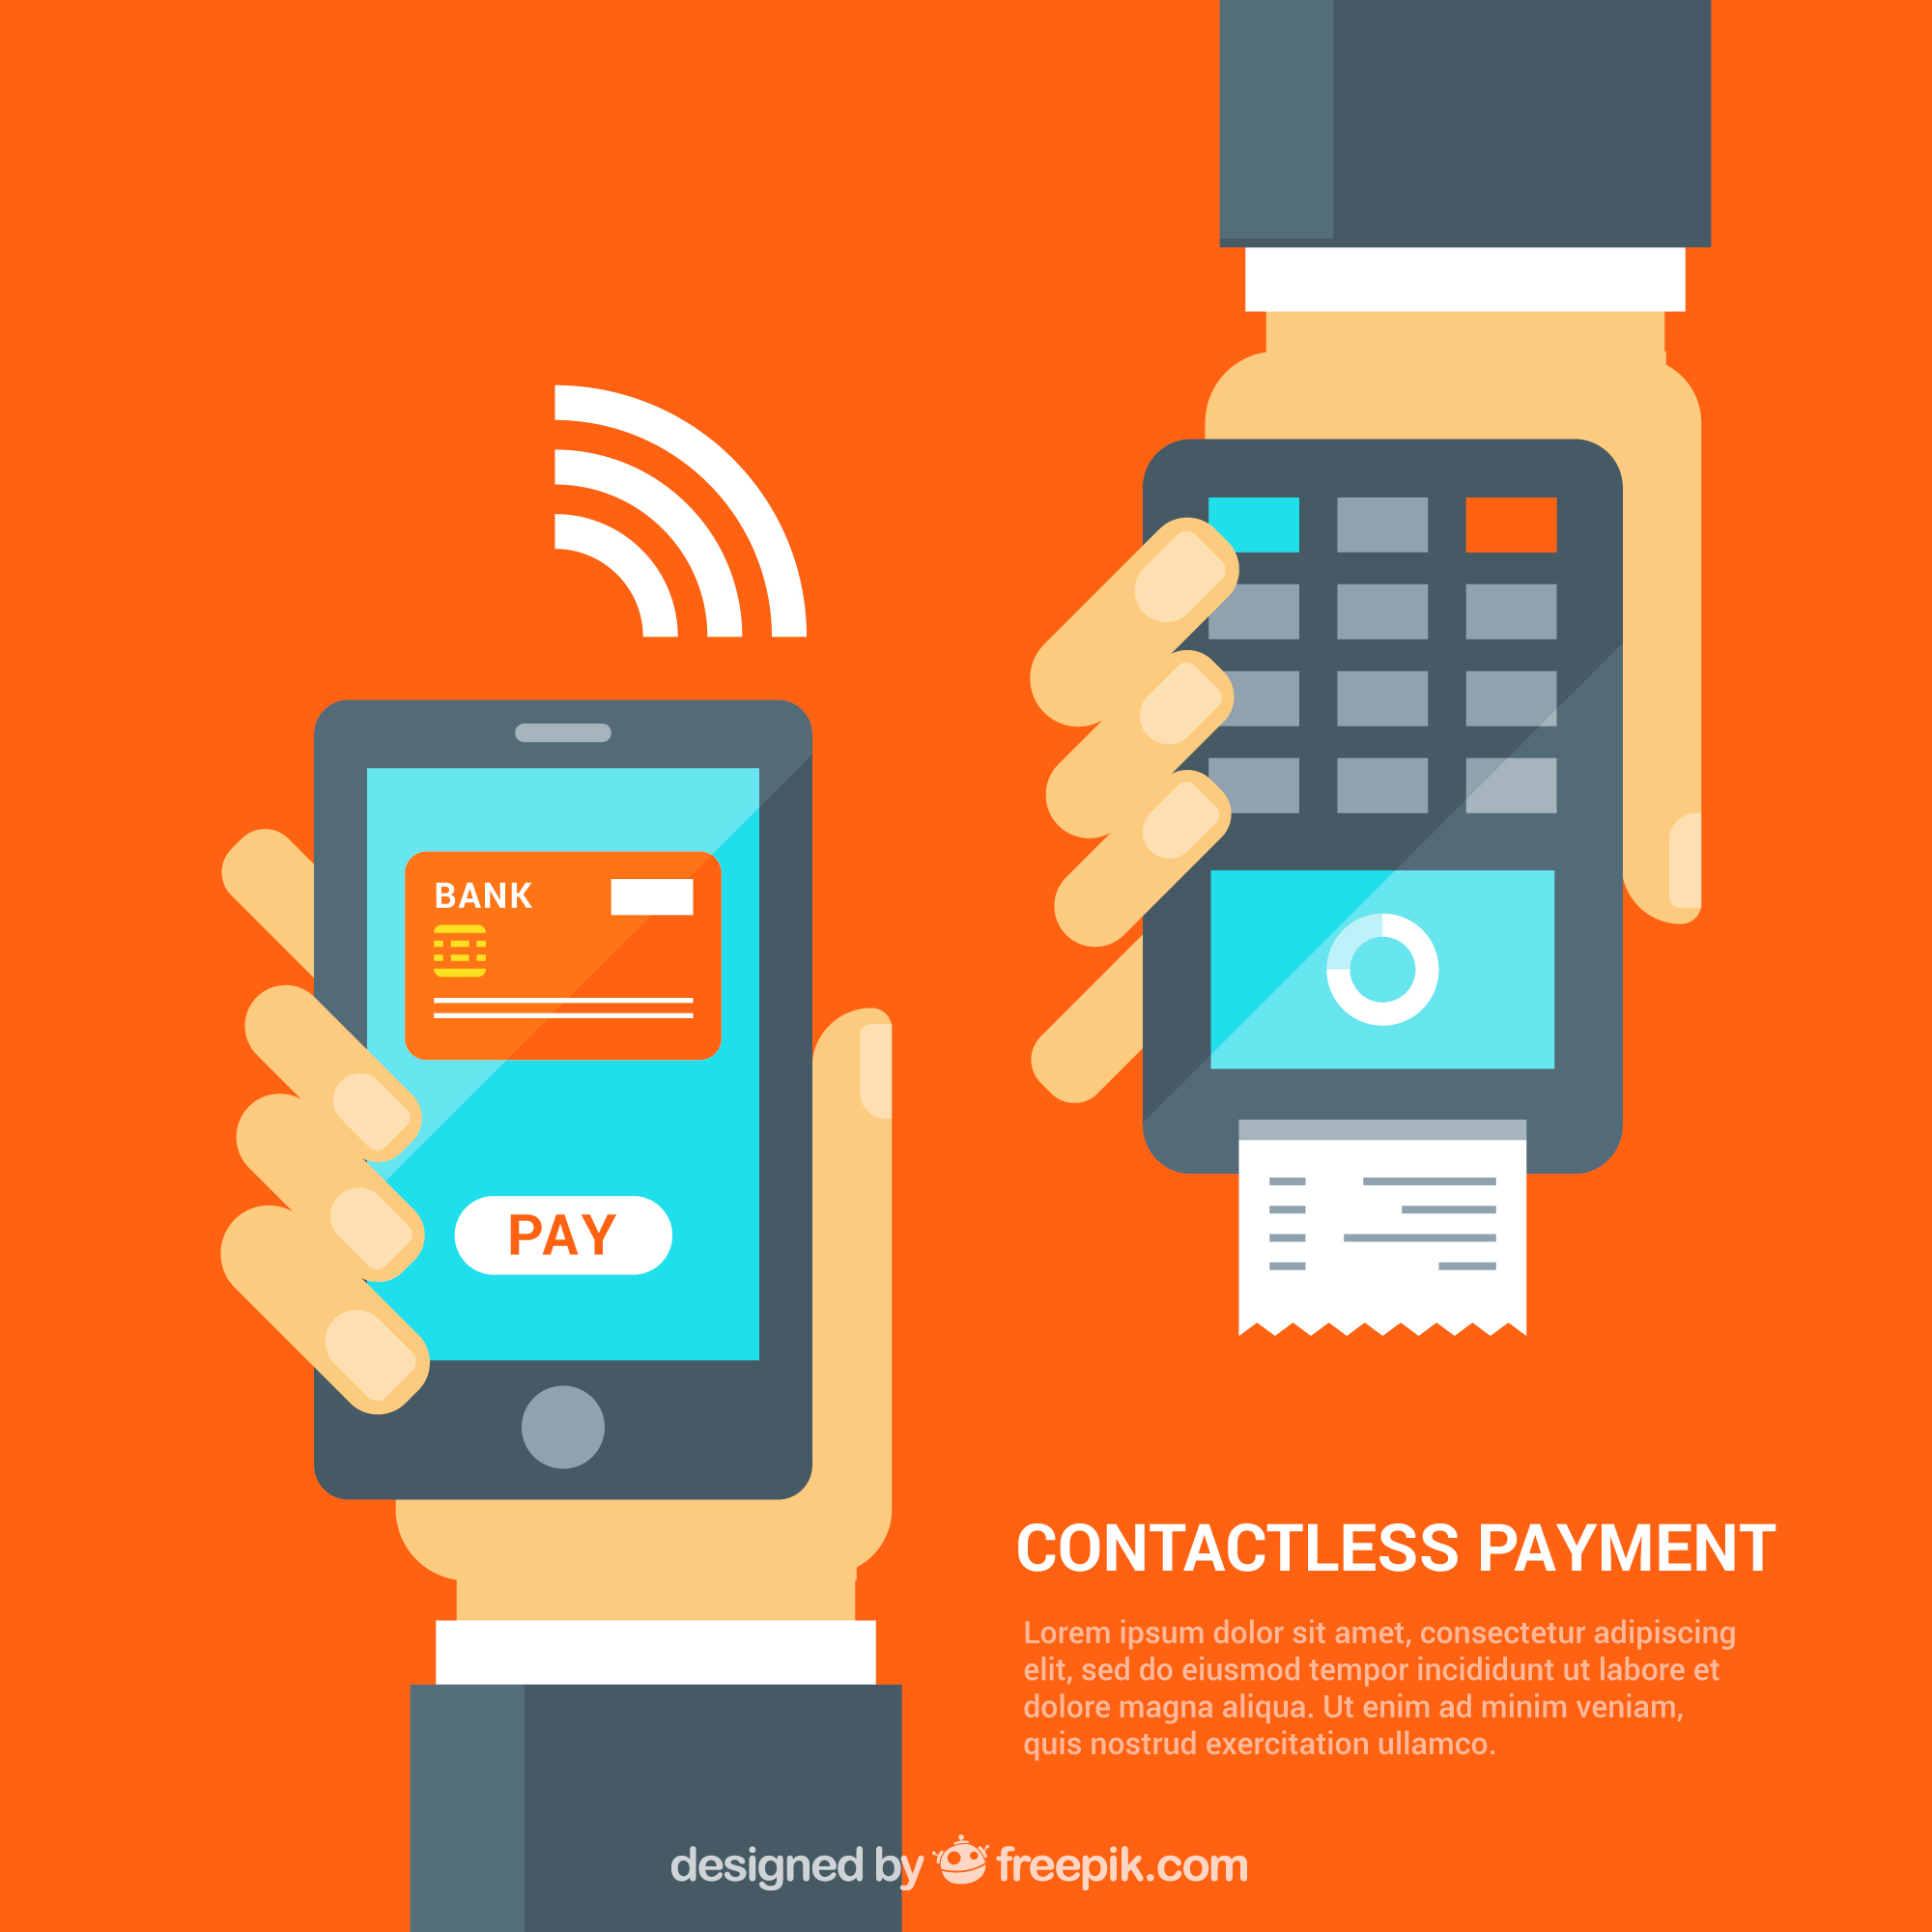 BANK
PAY
CONTACTLESS PAYMENT
Lorem ipsum dolor sit amet, consectetur adipiscing
elit, sed do eiusmod tempor incididunt ut labore et
dolore magna aliqua. Ut enim ad minim veniam,
quis nostrud exercitation ullamco.
designed by freepik.com